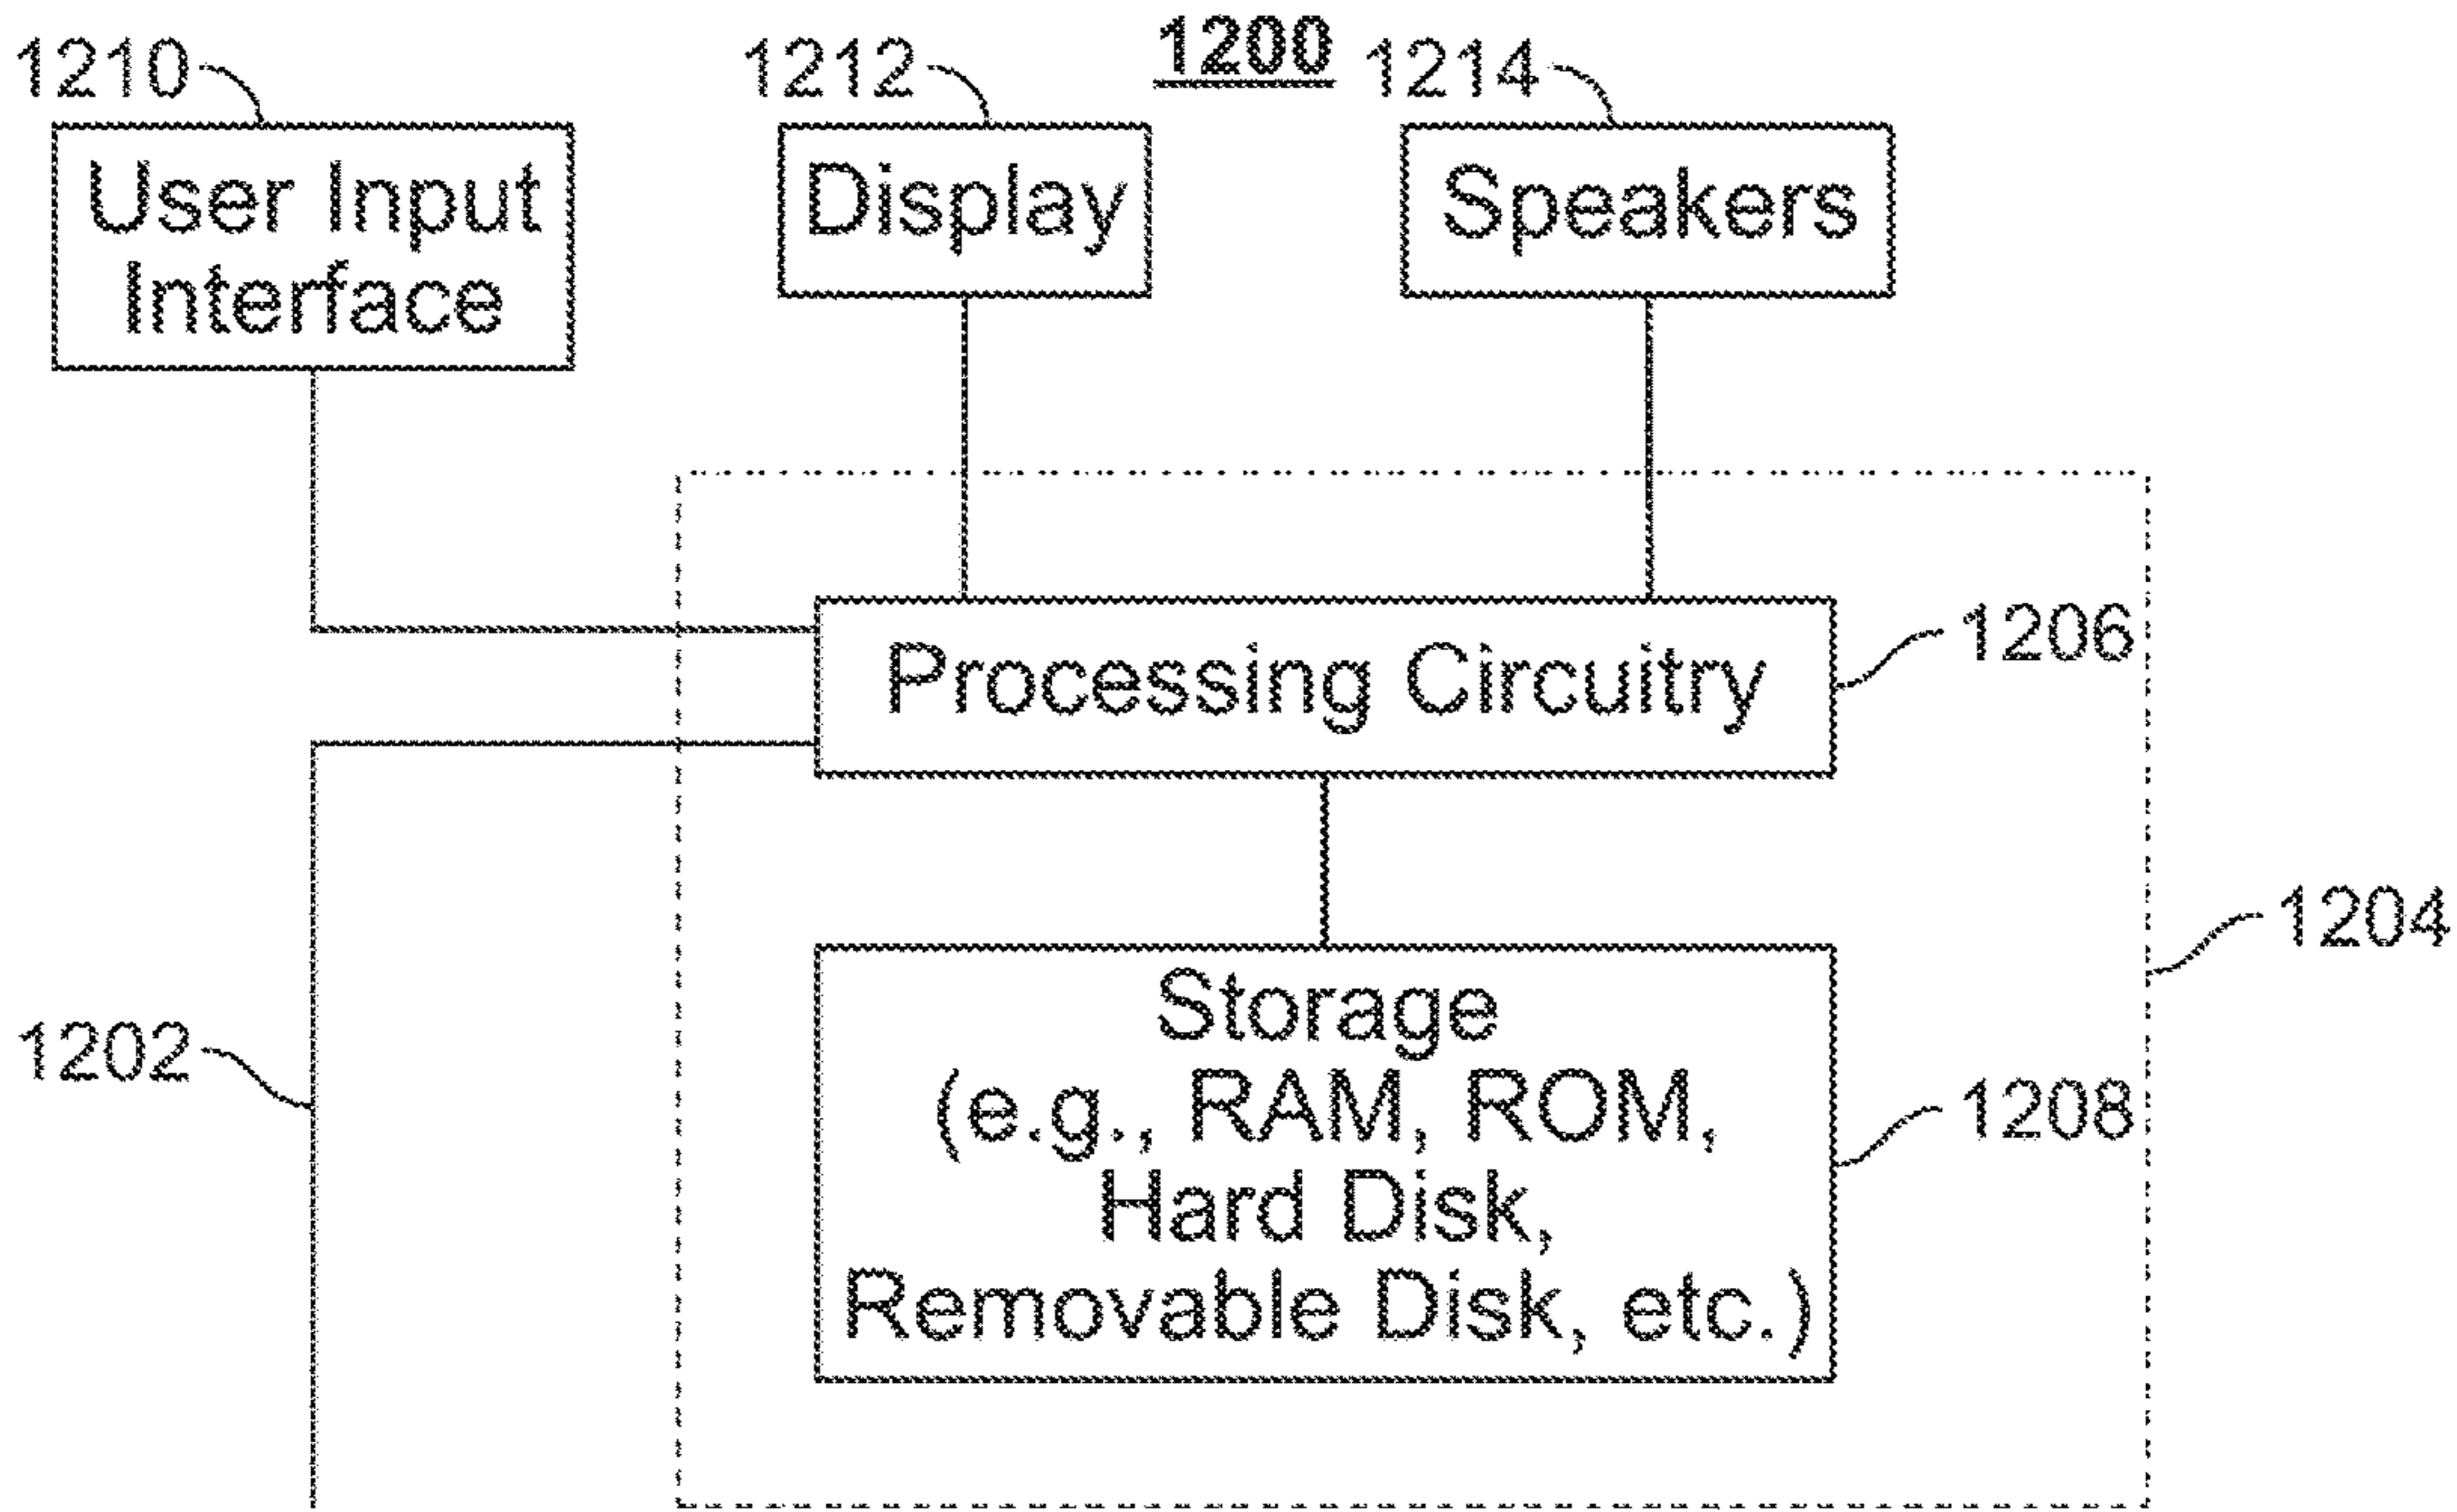 1200
1210
1212
1214
User Input
Interface
Display
Speakers
Processing Circuitry
1206
1204
1202
Storage
(e.g., RAM, ROM,
Hard Disk,
Removable Disk, etc.)
1208